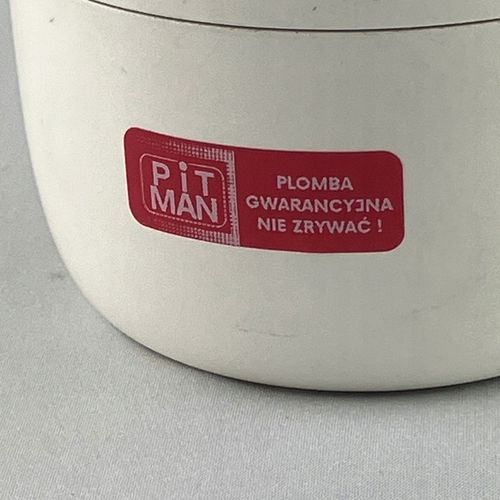 PiT
MAN
PLOMBA
GWARANCYJNA
NIE ZRYWAĆ !